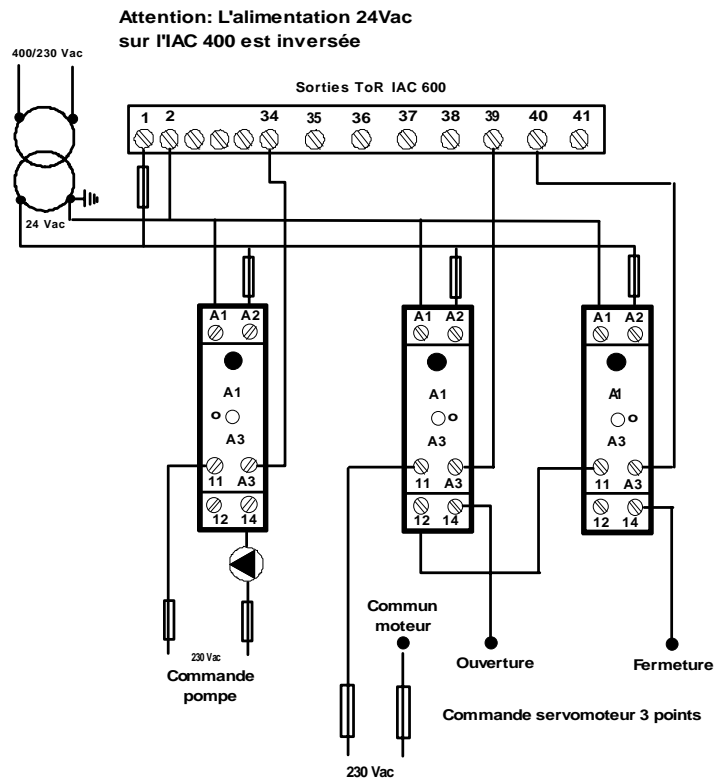 Attention: L'alimentation 24Vac
sur l'IAC 400 est inversée
400/230 Vac
Sorties ToR IAC 600
1 2 34 35 36 37 38 39 40 41
24 Vac
A1 A2
A1
o
A3
11 A3
12 14
A1 A2
A1
o
A3
11 A3
12 14
A1 A2
A1
o
A3
11 A3
12 14
230 Vac
Commande
pompe
Commun
moteur
Ouverture
Fermeture
Commande servomoteur 3 points
230 Vac